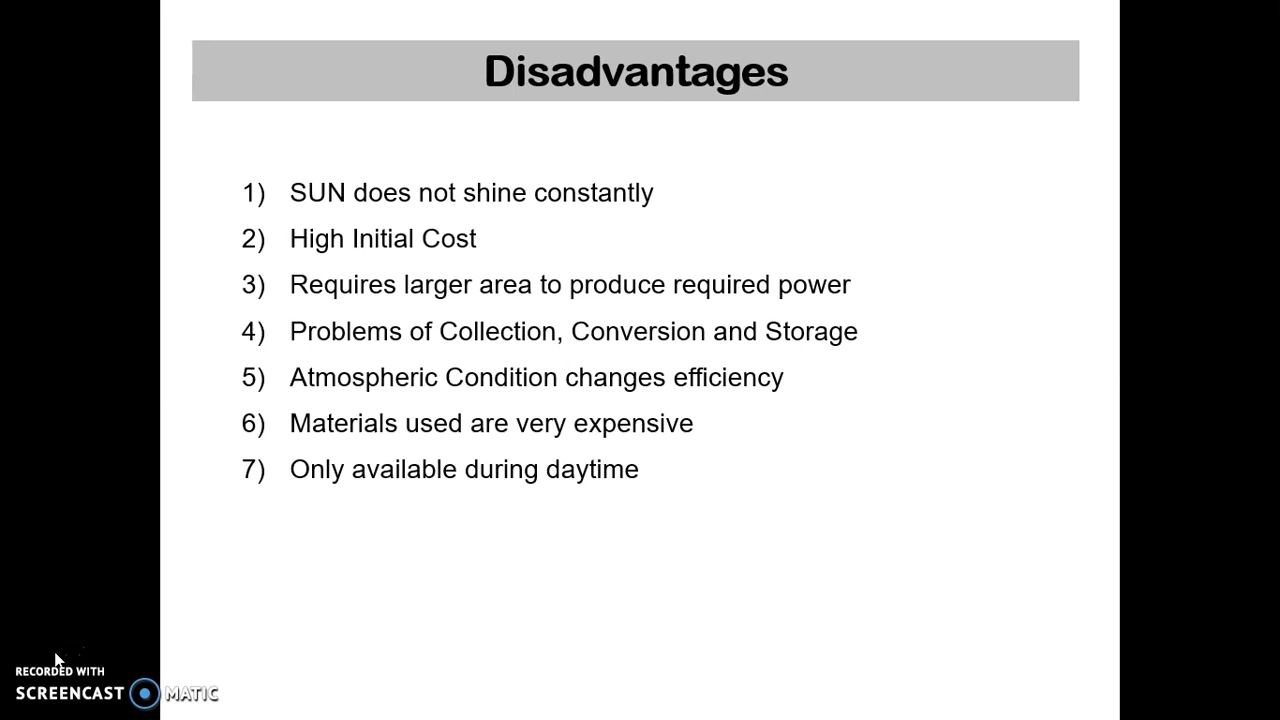 Disadvantages
1) SUN does not shine constantly
2) High Initial Cost
3) Requires larger area to produce required power
4) Problems of Collection, Conversion and Storage
5) Atmospheric Condition changes efficiency
6) Materials used are very expensive
7) Only available during daytime
RECORDED WITH
SCREENCAST MATIC